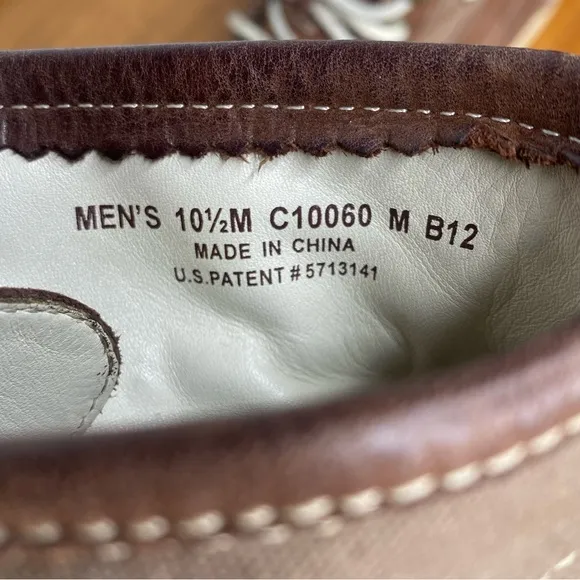 MEN'S 10½M C10060 M B12
MADE IN CHINA
U.S.PATENT # 5713141